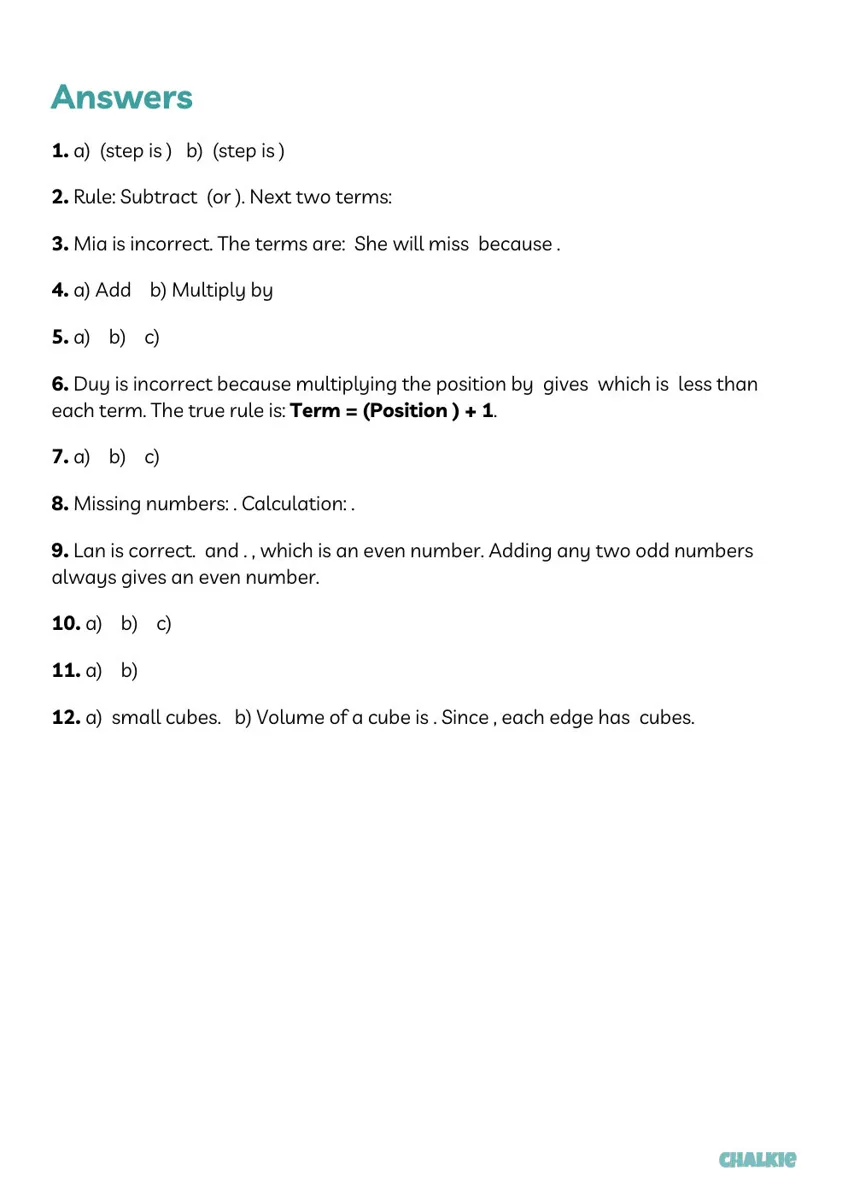 Answers
1. a) (step is ) b) (step is )
2. Rule: Subtract (or ). Next two terms:
3. Mia is incorrect. The terms are: She will miss because .
4. a) Add b) Multiply by
5. a) b) c)
6. Duy is incorrect because multiplying the position by gives which is less than
each term. The true rule is: Term = (Position ) + 1.
7. a) b) c)
8. Missing numbers: . Calculation: .
9. Lan is correct. and . , which is an even number. Adding any two odd numbers
always gives an even number.
10. a) b) c)
11. a) b)
12. a) small cubes. b) Volume of a cube is . Since , each edge has cubes.
CHALKIE